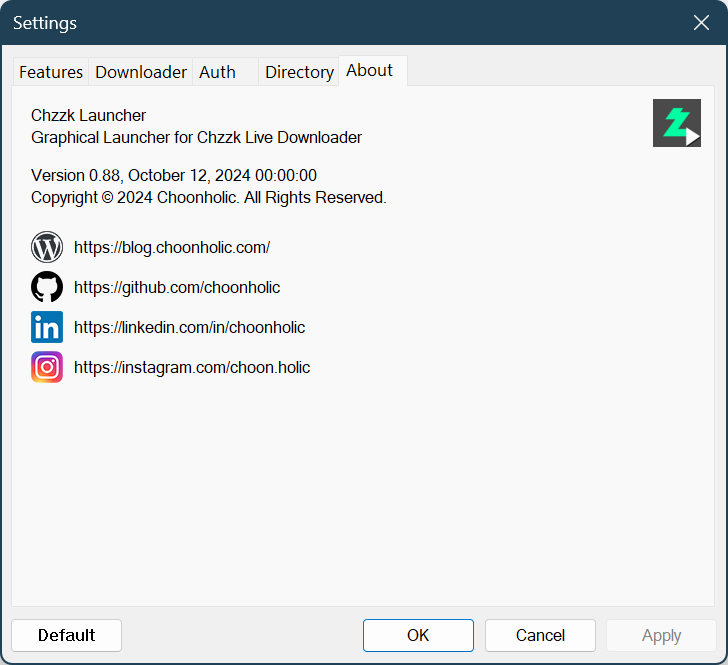 Settings
Features Downloader Auth Directory About
Chzzk Launcher
Graphical Launcher for Chzzk Live Downloader
Version 0.88, October 12, 2024 00:00:00
Copyright © 2024 Choonholic. All Rights Reserved.
https://blog.choonholic.com/
https://github.com/choonholic
https://linkedin.com/in/choonholic
https://instagram.com/choon.holic
Default OK Cancel Apply